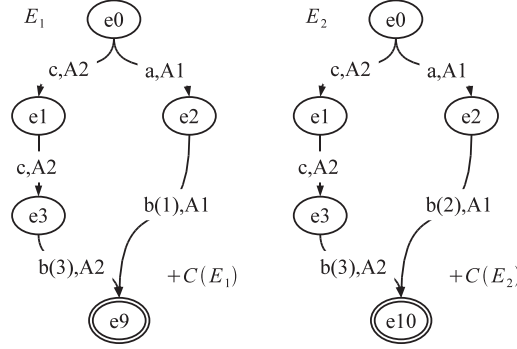 E₁ e0 E₂ e0
c,A2 a,A1 c,A2 a,A1
e1 e2 e1 e2
c,A2 c,A2
e3 b(1),A1 e3 b(2),A1
b(3),A2 +C(E₁) b(3),A2 +C(E₂)
e9 e10